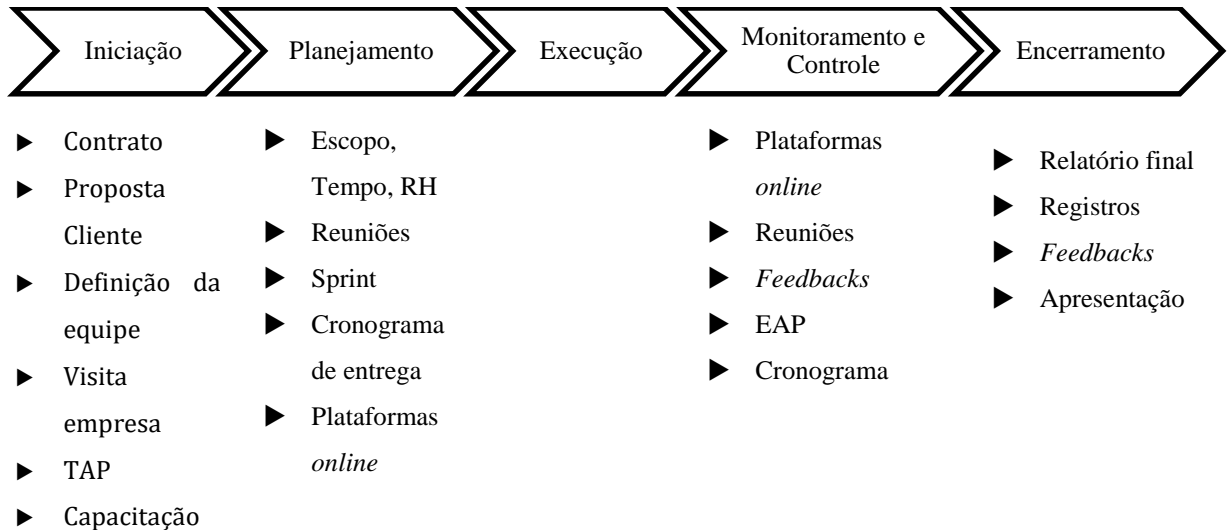 Iniciação
Planejamento
Execução
Monitoramento e
Controle
Encerramento
► Contrato
► Proposta
Cliente
► Definição da
equipe
► Visita
empresa
► TAP
► Capacitação
► Escopo,
Tempo, RH
► Reuniões
► Sprint
► Cronograma
de entrega
► Plataformas
online
► Plataformas
online
► Reuniões
► Feedbacks
► EAP
► Cronograma
► Relatório final
► Registros
► Feedbacks
► Apresentação